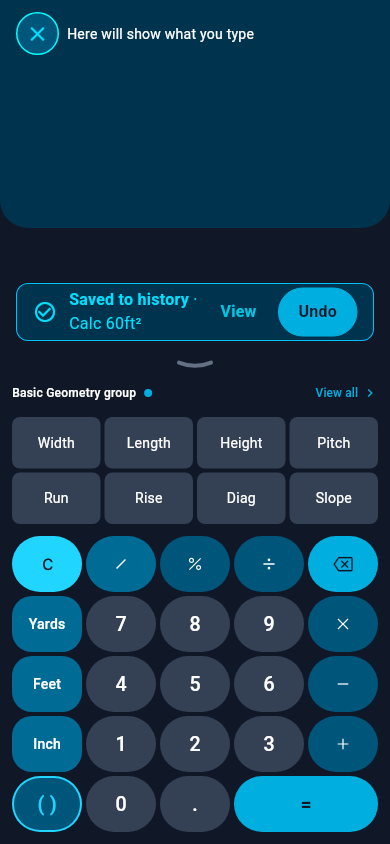 Here will show what you type
Saved to history ·
Calc 60ft²
View
Undo
Basic Geometry group
View all
Width
Length
Height
Pitch
Run
Rise
Diag
Slope
C
/
%
÷
Yards
7
8
9
×
Feet
4
5
6
−
Inch
1
2
3
+
( )
0
.
=